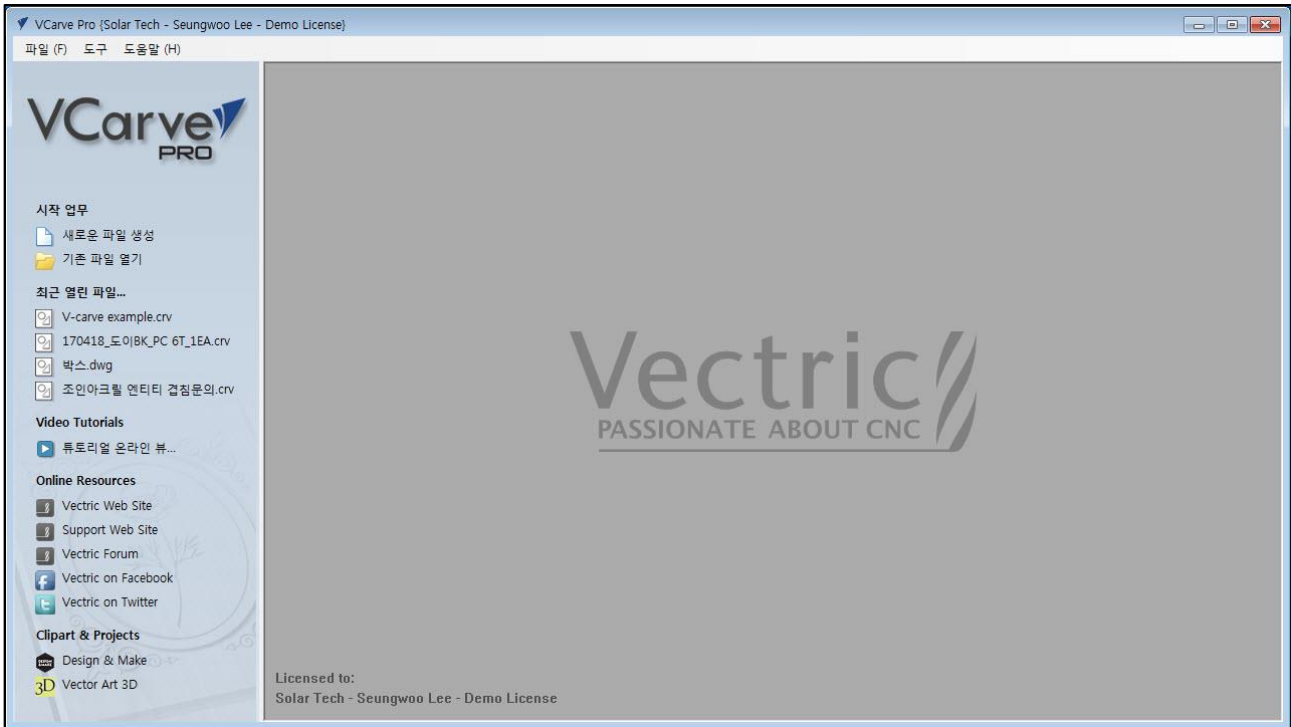 VCarve Pro {Solar Tech - Seungwoo Lee - Demo License}
파일 (F) 도구 도움말 (H)
VCarve
PRO
시작 업무
새로운 파일 생성
기존 파일 열기
최근 열린 파일...
V-carve example.crv
170418_도이BK_PC 6T_1EA.crv
박스.dwg
조인아크릴 엔티티 겹침문의.crv
Video Tutorials
튜토리얼 온라인 뷰...
Online Resources
Vectric Web Site
Support Web Site
Vectric Forum
Vectric on Facebook
Vectric on Twitter
Clipart & Projects
Design & Make
3D Vector Art 3D
Vectric
PASSIONATE ABOUT CNC
Licensed to:
Solar Tech - Seungwoo Lee - Demo License